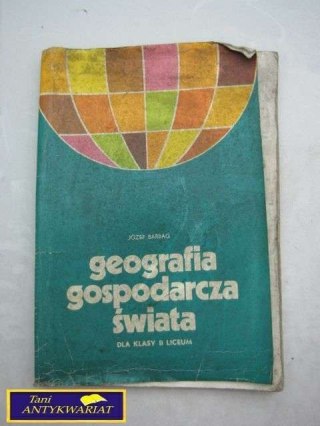 JÓZEF BARBAG
geografia
gospodarcza
świata
DLA KLASY II LICEUM
Tani
ANTYKWARIAT